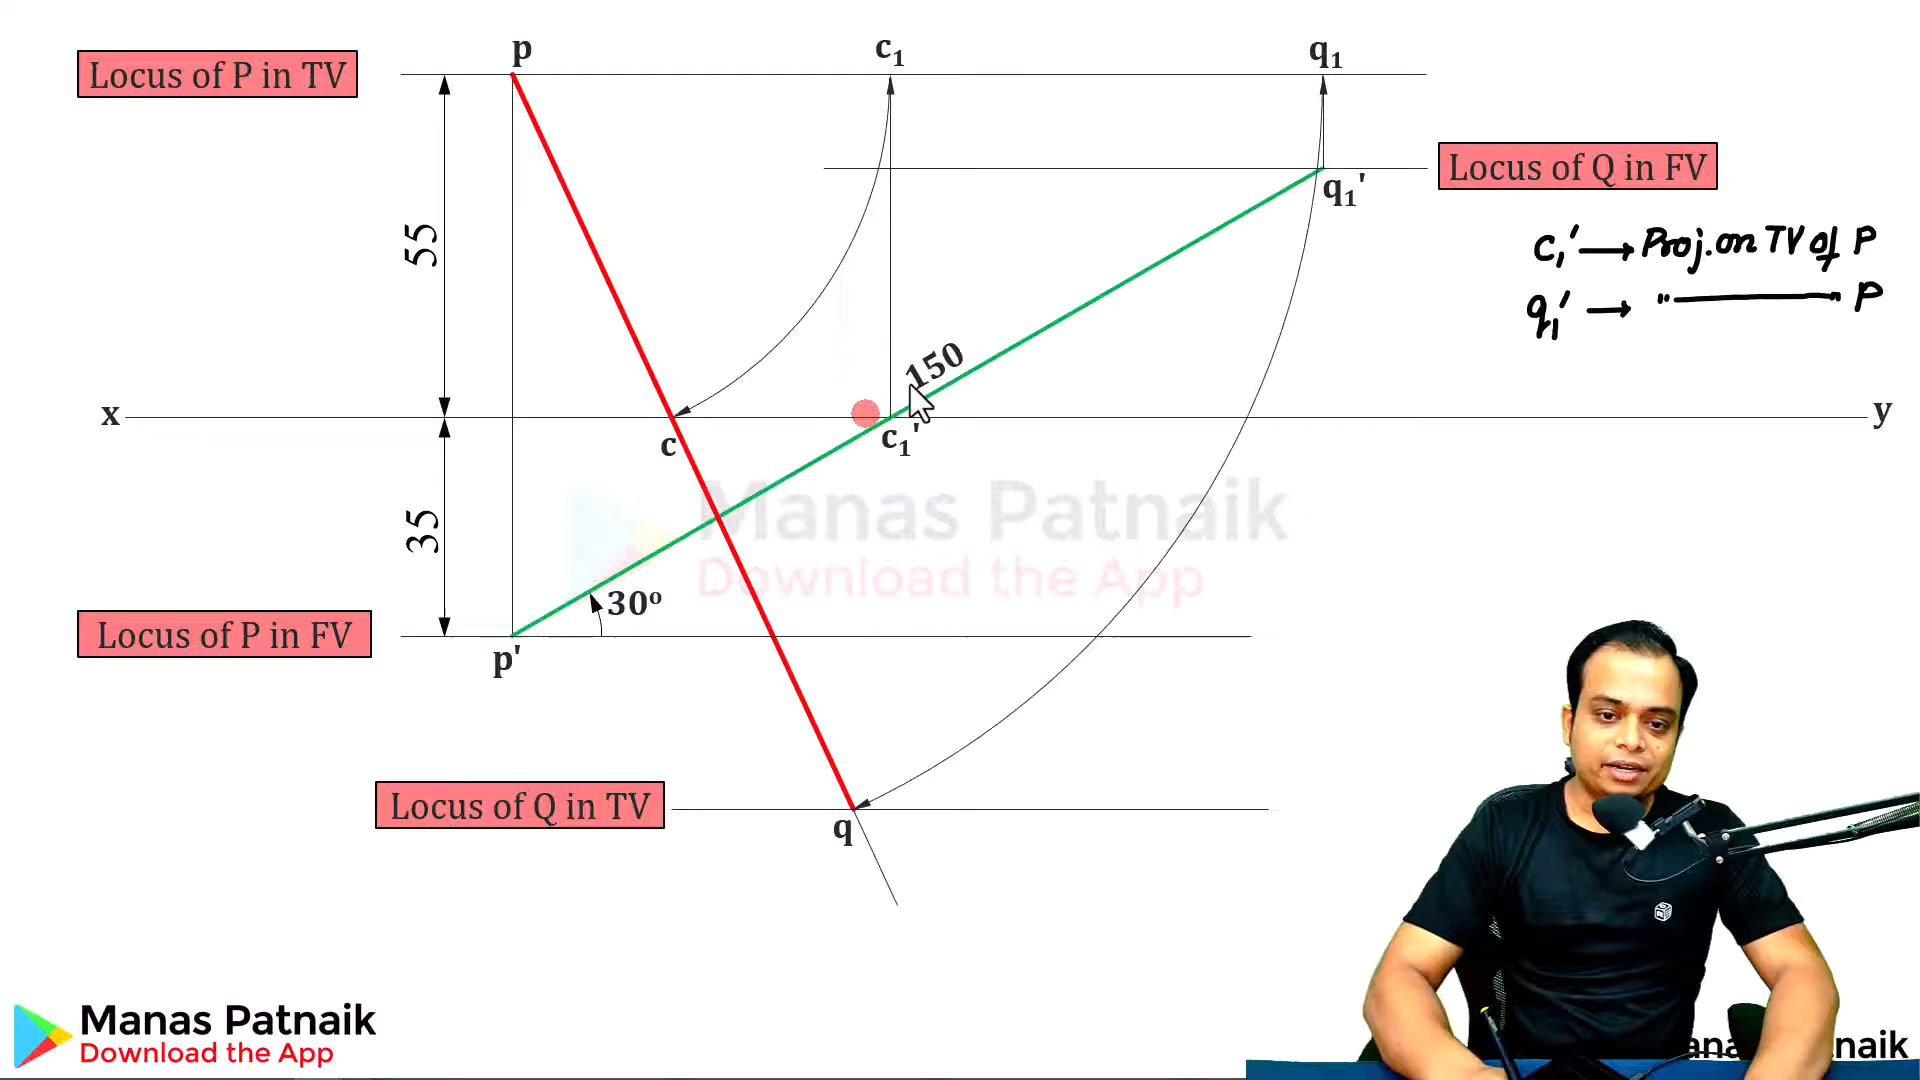 p
c₁
q₁
Locus of P in TV
Locus of Q in FV
q₁'
c₁' → Proj. on TV of P
q₁' → " ——— " P
55
150
x
y
c
c₁'
Manas Patnaik
Download the App
35
30°
Locus of P in FV
p'
Locus of Q in TV
q
Manas Patnaik
Download the App